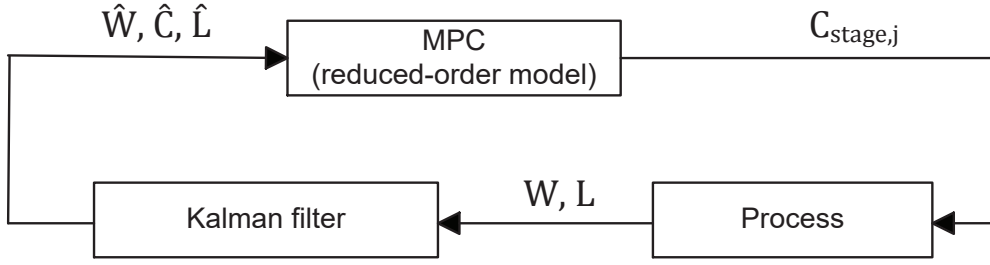 Ŵ, Ĉ, L̂
MPC
(reduced-order model)
C_stage,j
Kalman filter
W, L
Process